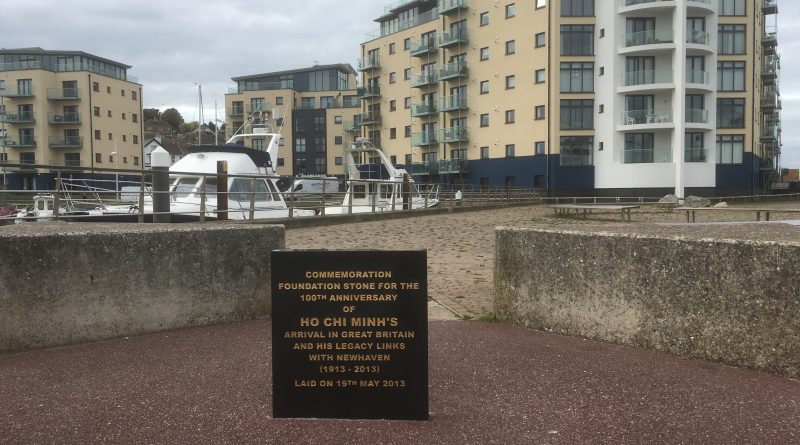 COMMEMORATION
FOUNDATION STONE FOR THE
100TH ANNIVERSARY
OF
HO CHI MINH'S
ARRIVAL IN GREAT BRITAIN
AND HIS LEGACY LINKS
WITH NEWHAVEN
(1913 - 2013)
LAID ON 19TH MAY 2013